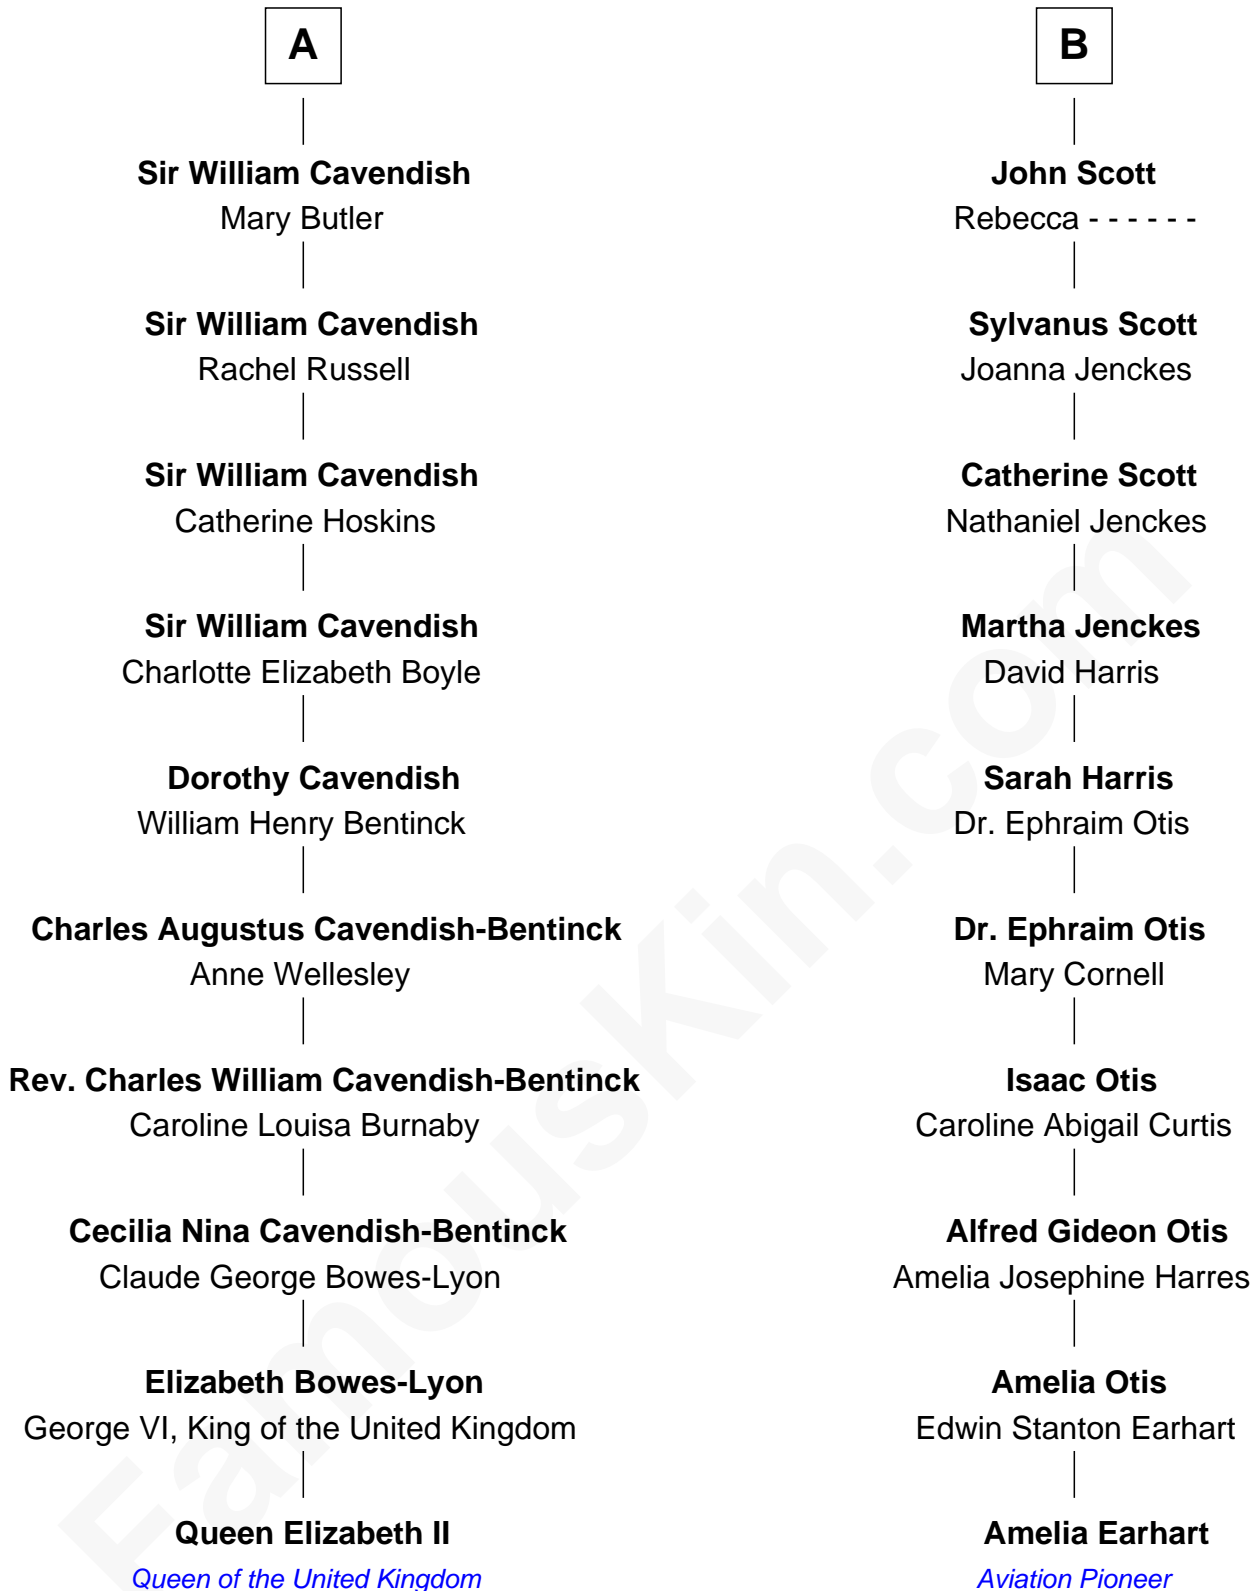 A
Sir William Cavendish
Mary Butler
Sir William Cavendish
Rachel Russell
Sir William Cavendish
Catherine Hoskins
Sir William Cavendish
Charlotte Elizabeth Boyle
Dorothy Cavendish
William Henry Bentinck
Charles Augustus Cavendish-Bentinck
Anne Wellesley
Rev. Charles William Cavendish-Bentinck
Caroline Louisa Burnaby
Cecilia Nina Cavendish-Bentinck
Claude George Bowes-Lyon
Elizabeth Bowes-Lyon
George VI, King of the United Kingdom
Queen Elizabeth II
Queen of the United Kingdom
B
John Scott
Rebecca - - - - - -
Sylvanus Scott
Joanna Jenckes
Catherine Scott
Nathaniel Jenckes
Martha Jenckes
David Harris
Sarah Harris
Dr. Ephraim Otis
Dr. Ephraim Otis
Mary Cornell
Isaac Otis
Caroline Abigail Curtis
Alfred Gideon Otis
Amelia Josephine Harres
Amelia Otis
Edwin Stanton Earhart
Amelia Earhart
Aviation Pioneer
FamousKin.com